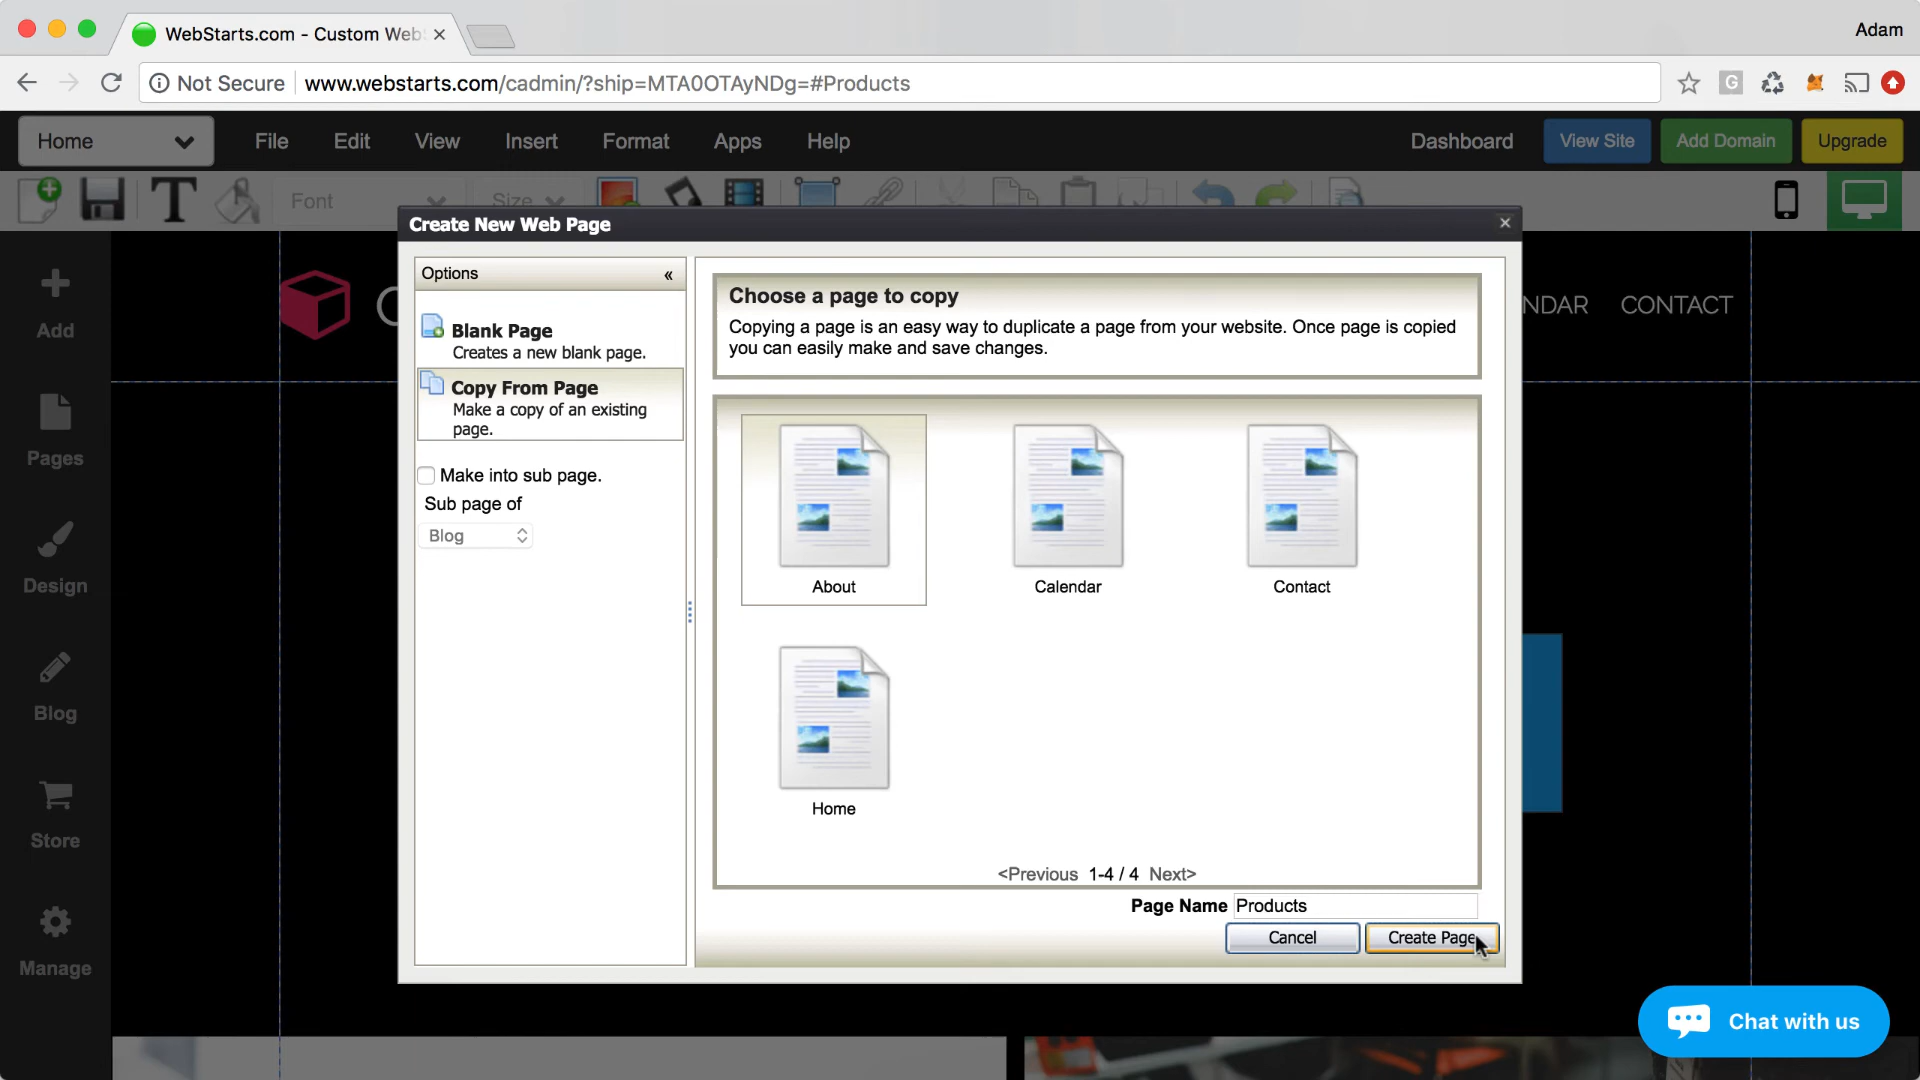 WebStarts.com - Custom Web
Adam
Not Secure
www.webstarts.com/cadmin/?ship=MTA0OTAyNDg=#Products
G
Home
File
Edit
View
Insert
Format
Apps
Help
Dashboard
View Site
Add Domain
Upgrade
T
Font
Size
Create New Web Page
Add
Pages
Design
Blog
Store
Manage
Options
«
Blank Page
Creates a new blank page.
Copy From Page
Make a copy of an existing
page.
Make into sub page.
Sub page of
Blog
Choose a page to copy
Copying a page is an easy way to duplicate a page from your website. Once page is copied
you can easily make and save changes.
About
Calendar
Contact
Home
<Previous 1-4 / 4 Next>
Page Name Products
Cancel
Create Page
NDAR
CONTACT
Chat with us